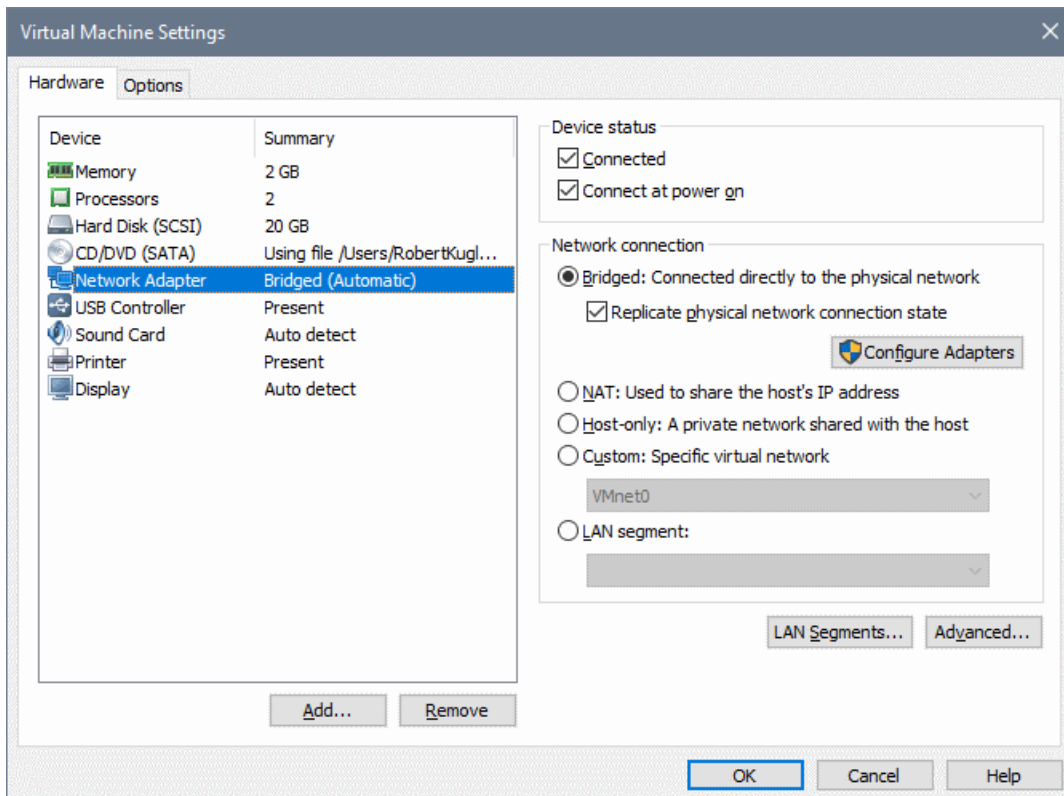 Virtual Machine Settings
Hardware
Options
Device Summary
Memory 2 GB
Processors 2
Hard Disk (SCSI) 20 GB
CD/DVD (SATA) Using file /Users/RobertKugl...
Network Adapter Bridged (Automatic)
USB Controller Present
Sound Card Auto detect
Printer Present
Display Auto detect
Add...
Remove
Device status
Connected
Connect at power on
Network connection
Bridged: Connected directly to the physical network
Replicate physical network connection state
Configure Adapters
NAT: Used to share the host's IP address
Host-only: A private network shared with the host
Custom: Specific virtual network
VMnet0
LAN segment:
LAN Segments...
Advanced...
OK
Cancel
Help